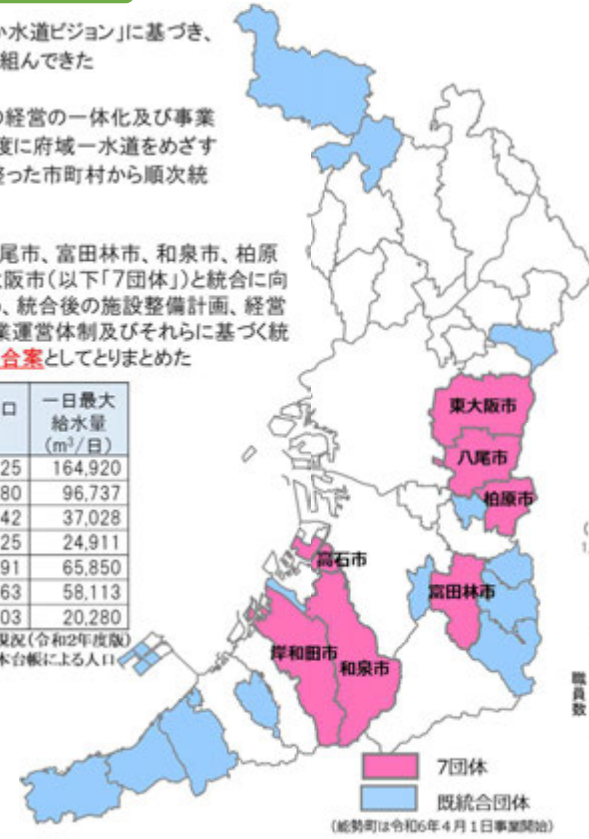 水道ビジョン」に基づき、
組んできた
の経営の一体化及び事業
度に府域一水道をめざす
整った市町村から順次統
尾市、富田林市、和泉市、柏原
大阪市(以下「7団体」)と統合に向
、統合後の施設整備計画、経営
業運営体制及びそれらに基づく統
合案としてとりまとめた
口 一日最大
給水量
(m³/日)
25 164,920
80 96,737
42 37,028
25 24,911
91 65,850
63 58,113
03 20,280
現況(令和2年度版)
本台帳による人口
東大阪市
八尾市
柏原市
高石市
富田林市
岸和田市
和泉市
職員数
7団体
既統合団体
(能勢町は令和6年4月1日事業開始)